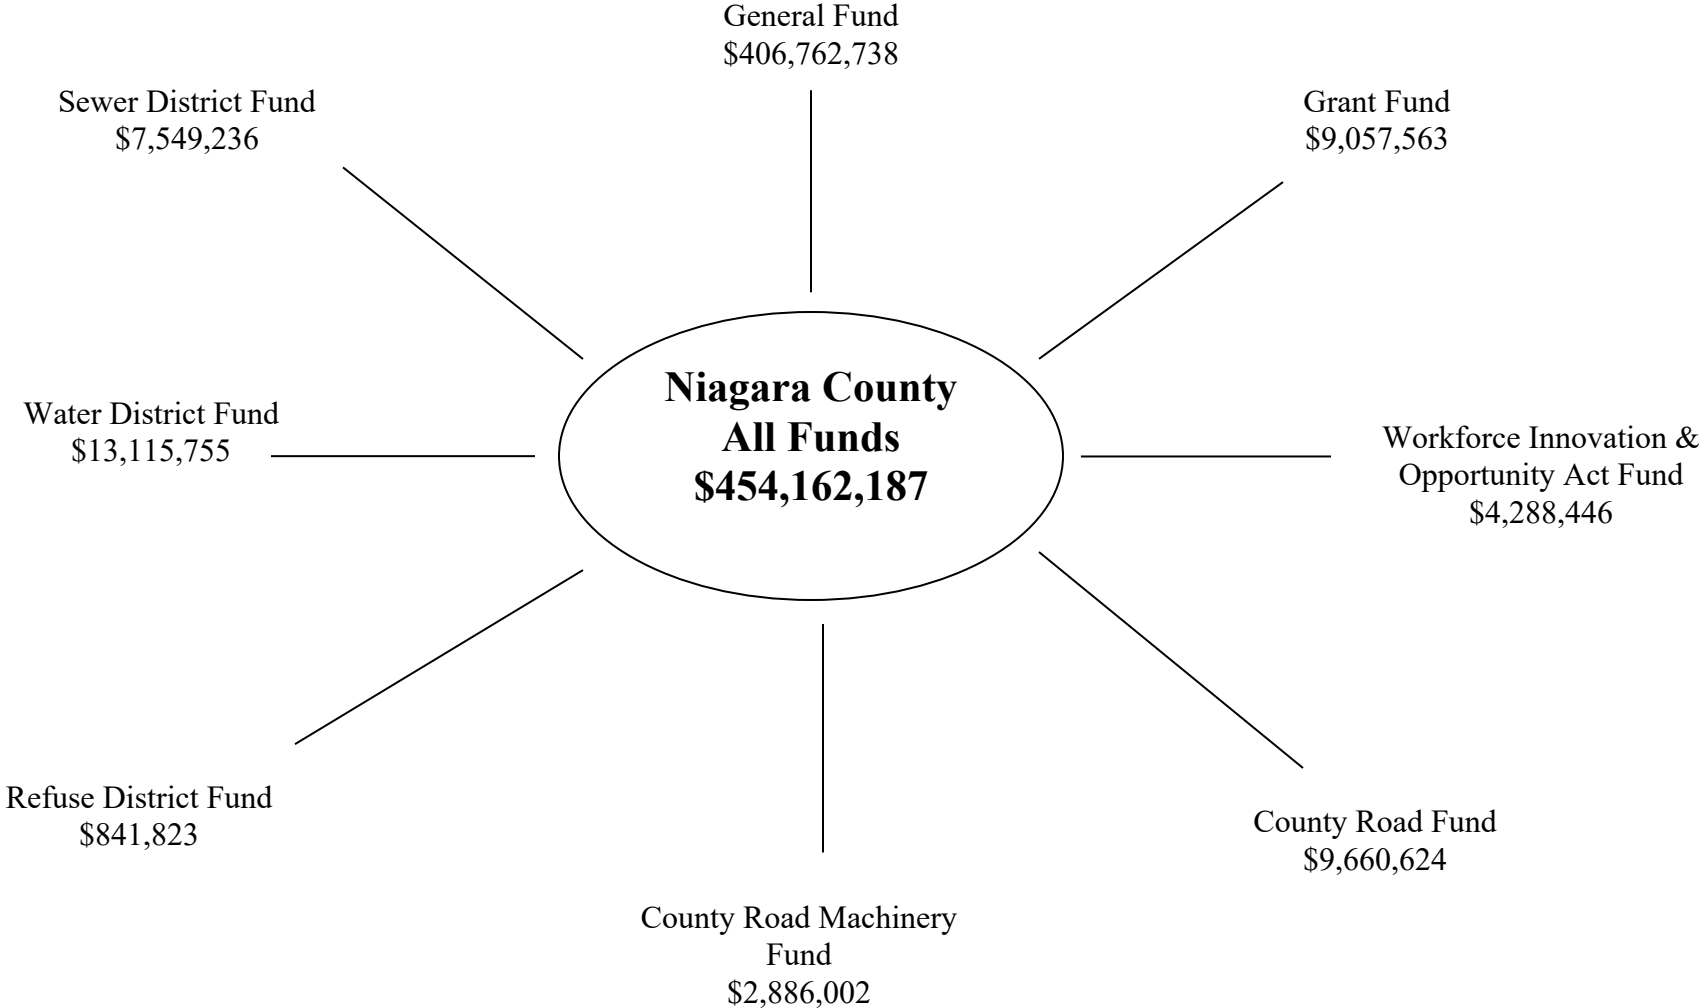 General Fund
$406,762,738
Sewer District Fund
$7,549,236
Grant Fund
$9,057,563
Niagara County
All Funds
$454,162,187
Water District Fund
$13,115,755
Workforce Innovation &
Opportunity Act Fund
$4,288,446
Refuse District Fund
$841,823
County Road Fund
$9,660,624
County Road Machinery
Fund
$2,886,002